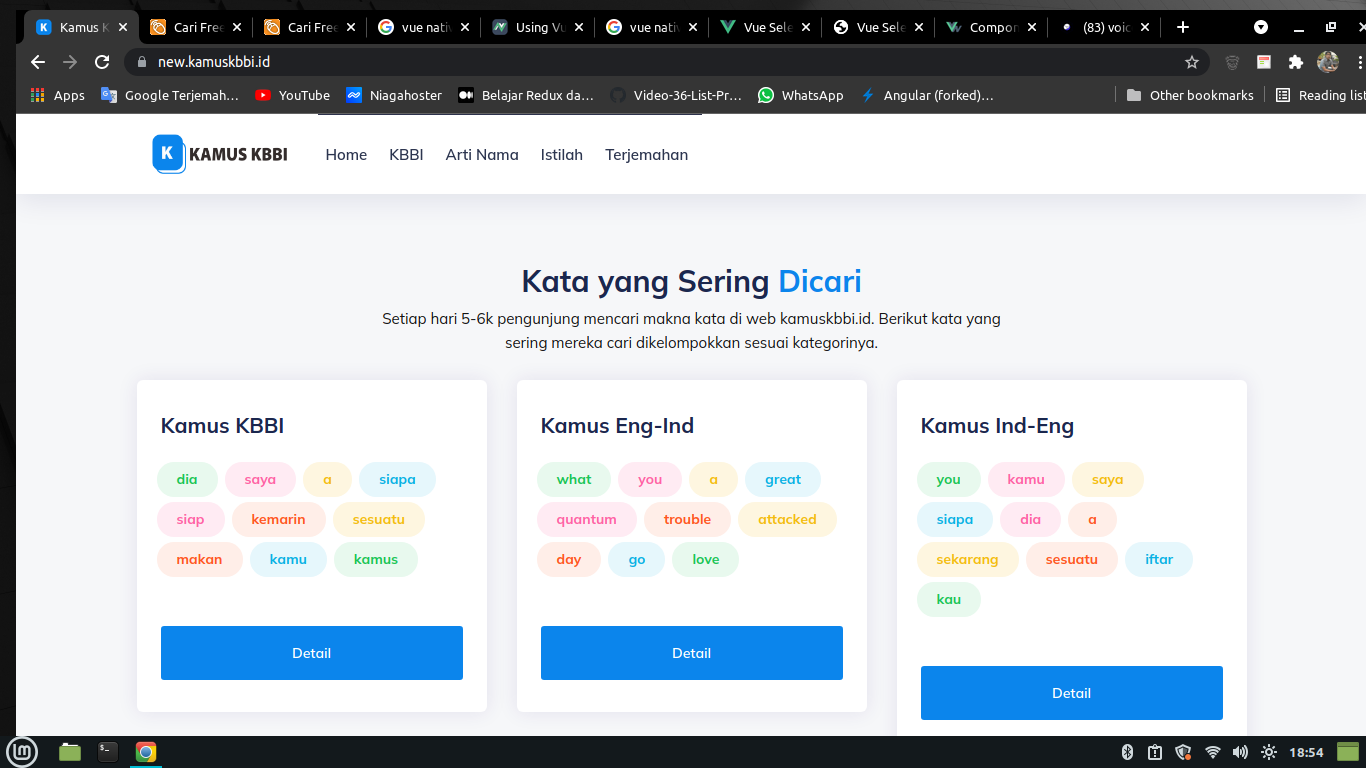 Kamus K
Cari Free
Cari Free
vue nativ
Using Vu
vue nativ
Vue Sele
Vue Sele
Compon
(83) voic
new.kamuskbbi.id
Apps
Google Terjemah...
YouTube
Niagahoster
Belajar Redux da...
Video-36-List-Pr...
WhatsApp
Angular (forked)...
Other bookmarks
Reading list
K KAMUS KBBI
Home
KBBI
Arti Nama
Istilah
Terjemahan
Kata yang Sering Dicari
Setiap hari 5-6k pengunjung mencari makna kata di web kamuskbbi.id. Berikut kata yang
sering mereka cari dikelompokkan sesuai kategorinya.
Kamus KBBI
dia saya a siapa
siap kemarin sesuatu
makan kamu kamus
Detail
Kamus Eng-Ind
what you a great
quantum trouble attacked
day go love
Detail
Kamus Ind-Eng
you kamu saya
siapa dia a
sekarang sesuatu iftar
kau
Detail
18:54